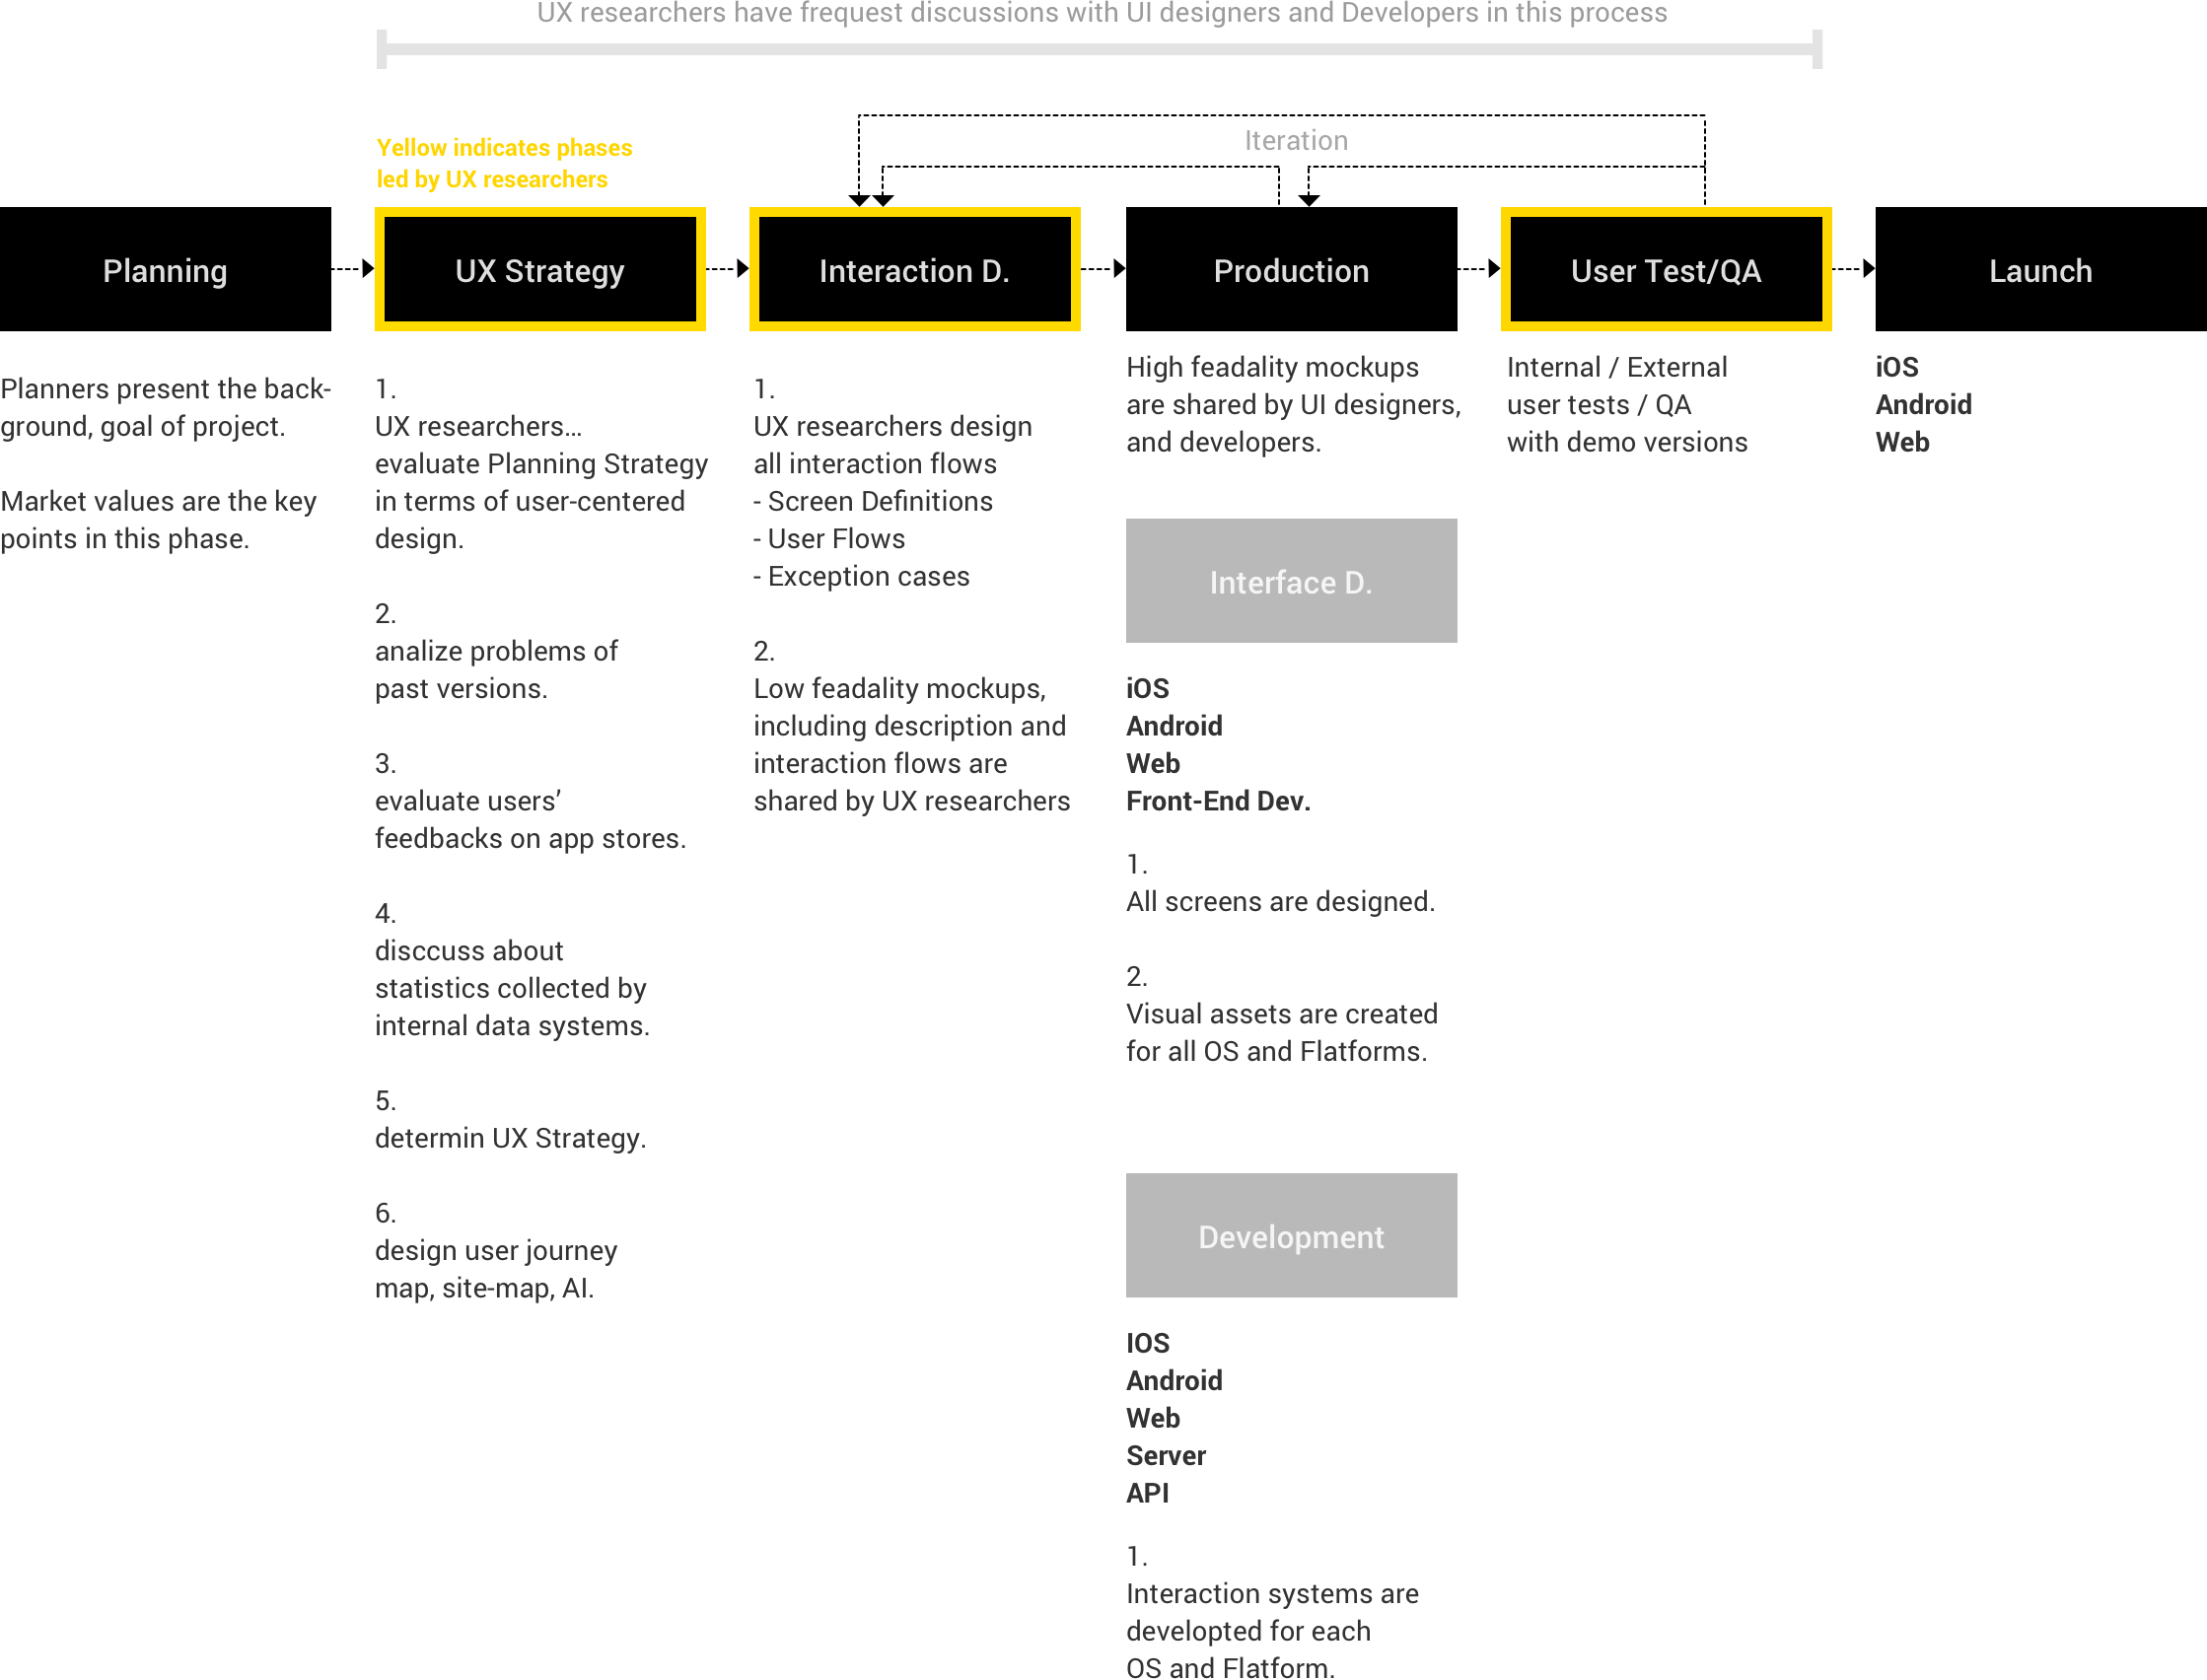 UX researchers have frequest discussions with UI designers and Developers in this process
Iteration
Yellow indicates phases
led by UX researchers
Planning
UX Strategy
Interaction D.
Production
User Test/QA
Launch
Planners present the back-
ground, goal of project.
Market values are the key
points in this phase.
1.
UX researchers...
evaluate Planning Strategy
in terms of user-centered
design.
2.
analize problems of
past versions.
3.
evaluate users’
feedbacks on app stores.
4.
disccuss about
statistics collected by
internal data systems.
5.
determin UX Strategy.
6.
design user journey
map, site-map, AI.
1.
UX researchers design
all interaction flows
- Screen Definitions
- User Flows
- Exception cases
2.
Low feadality mockups,
including description and
interaction flows are
shared by UX researchers
High feadality mockups
are shared by UI designers,
and developers.
Interface D.
iOS
Android
Web
Front-End Dev.
1.
All screens are designed.
2.
Visual assets are created
for all OS and Flatforms.
Development
IOS
Android
Web
Server
API
1.
Interaction systems are
developted for each
OS and Flatform.
Internal / External
user tests / QA
with demo versions
iOS
Android
Web